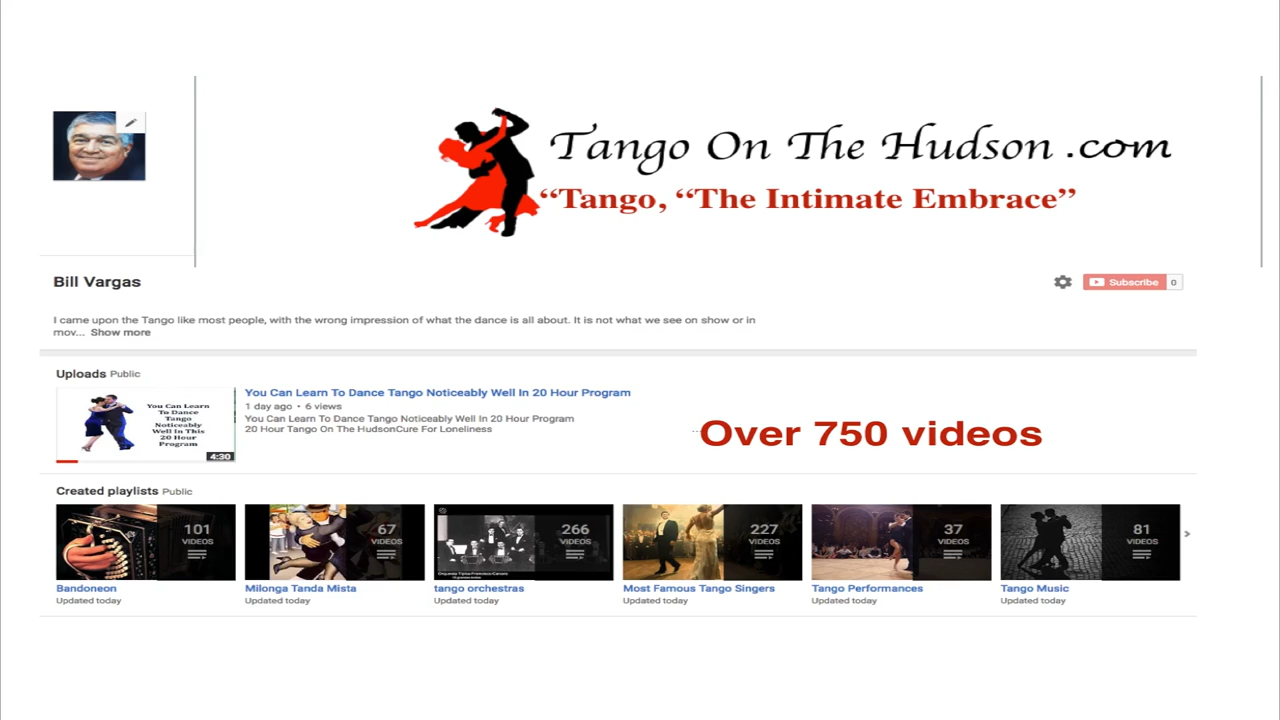 Tango On The Hudson .com
“Tango, “The Intimate Embrace”
Bill Vargas
Subscribe 0
I came upon the Tango like most people, with the wrong impression of what the dance is all about. It is not what we see on show or in
mov... Show more
Uploads Public
You Can Learn
To Dance
Tango
Noticeably
Well In This
20 Hour
Program
4:30
You Can Learn To Dance Tango Noticeably Well In 20 Hour Program
1 day ago • 6 views
You Can Learn To Dance Tango Noticeably Well In 20 Hour Program
20 Hour Tango On The HudsonCure For Loneliness
Over 750 videos
Created playlists Public
101 VIDEOS
67 VIDEOS
266 VIDEOS
227 VIDEOS
37 VIDEOS
81 VIDEOS
Bandoneon
Updated today
Milonga Tanda Mista
Updated today
tango orchestras
Updated today
Most Famous Tango Singers
Updated today
Tango Performances
Updated today
Tango Music
Updated today